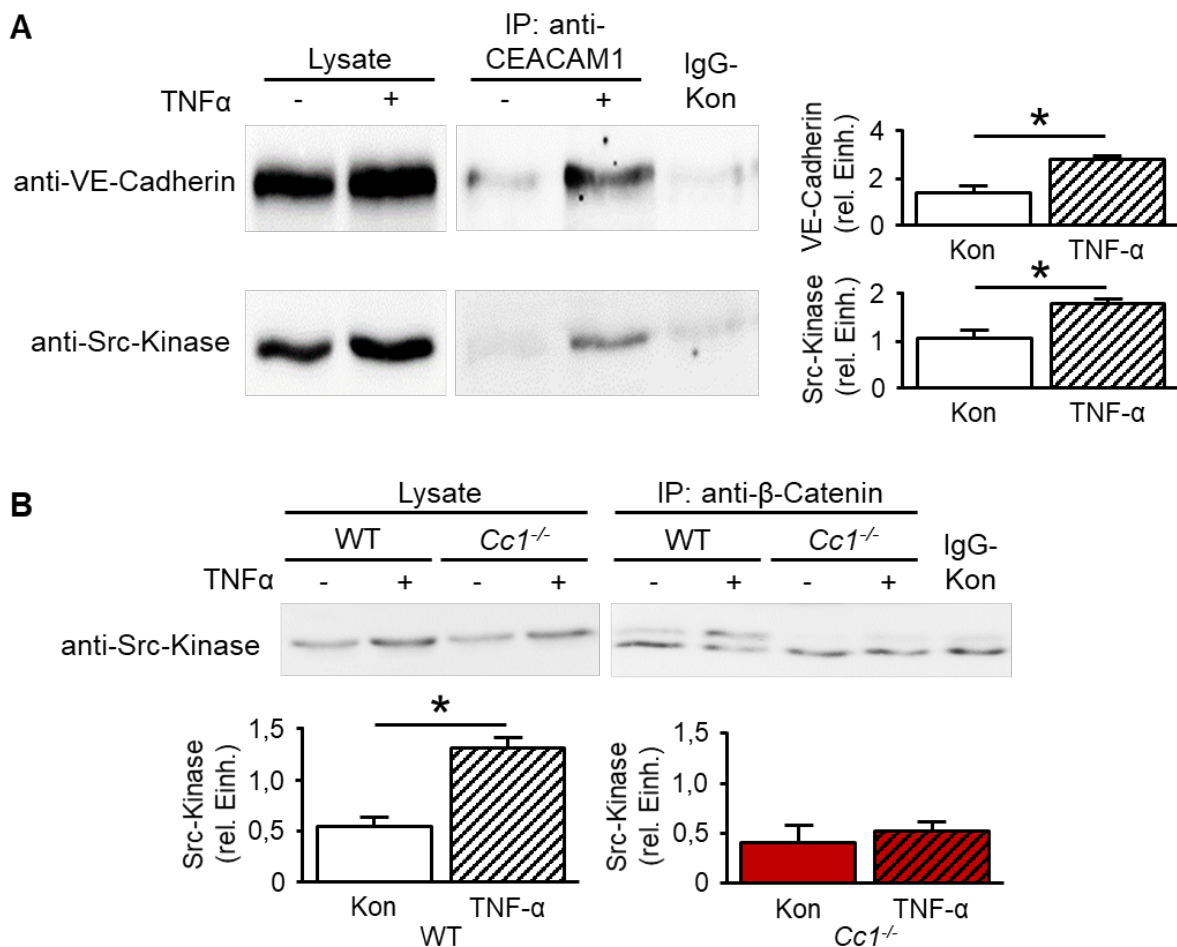 A
IP: anti-
CEACAM1
Lysate
IgG-
Kon
TNFα - + - +
anti-VE-Cadherin
anti-Src-Kinase
VE-Cadherin
(rel. Einh.)
4
2
0
*
Kon TNF-α
Src-Kinase
(rel. Einh.)
2
1
0
*
Kon TNF-α
B
Lysate IP: anti-β-Catenin
WT Cc1-/- WT Cc1-/- IgG-
Kon
TNFα - + - + - + - +
anti-Src-Kinase
Src-Kinase
(rel. Einh.)
1,5
1,0
0,5
0
*
Kon TNF-α
WT
Src-Kinase
(rel. Einh.)
1,5
1,0
0,5
0
Kon TNF-α
Cc1-/-